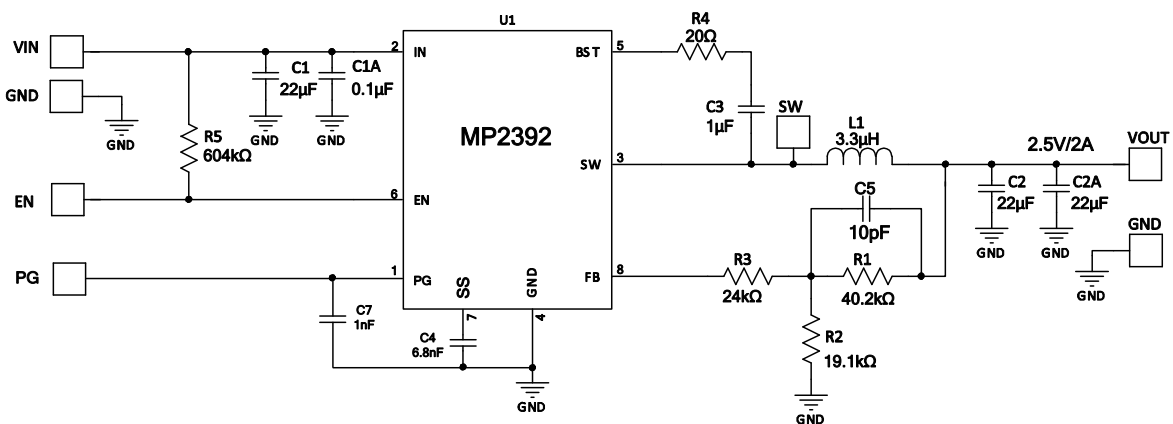 U1
MP2392
VIN
GND
GND
EN
PG
R5
604kΩ
C1
22µF
GND
C1A
0.1µF
GND
2
IN
6
EN
1
PG
C7
1nF
SS
7
C4
6.8nF
GND
4
GND
BST
5
R4
20Ω
C3
1µF
SW
SW
3
L1
3.3µH
2.5V/2A
VOUT
C2
22µF
GND
C2A
22µF
GND
GND
GND
C5
10pF
FB
8
R3
24kΩ
R1
40.2kΩ
R2
19.1kΩ
GND